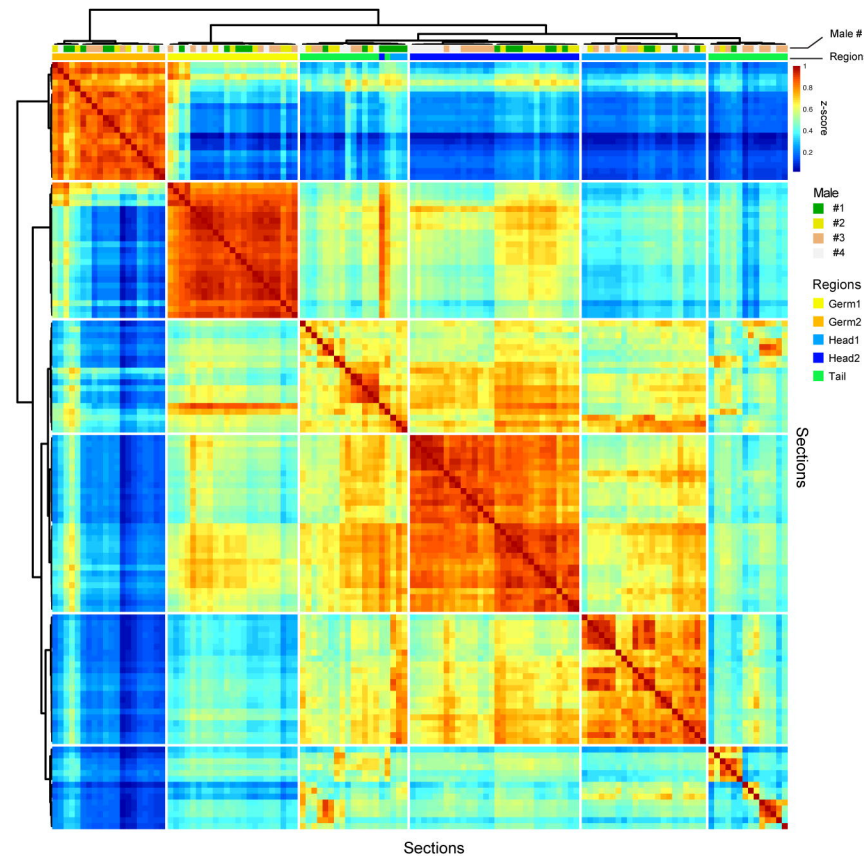 Male #
Region
1
0.8
0.6
0.4
0.2
z-score
Male
#1
#2
#3
#4
Regions
Germ1
Germ2
Head1
Head2
Tail
Sections
Sections